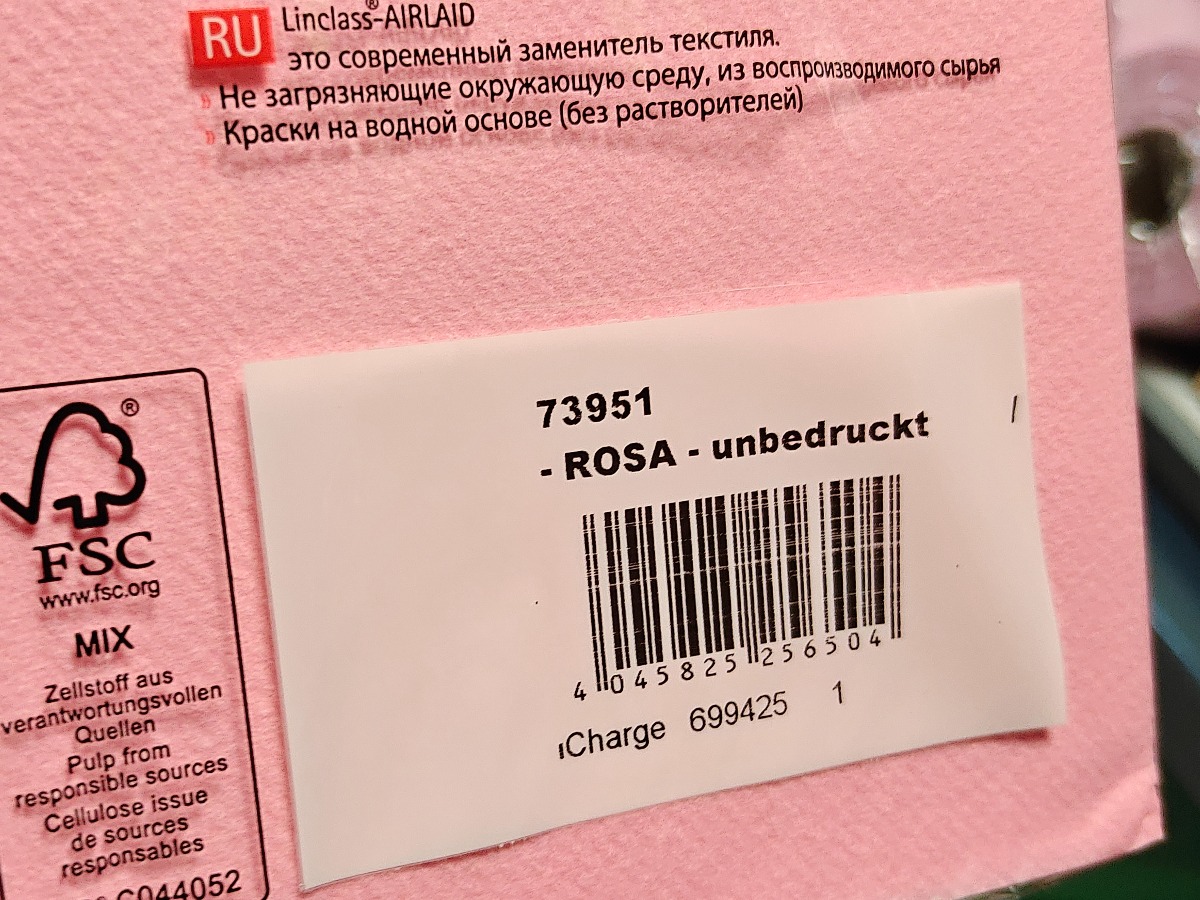 RU
Linclass®-AIRLAID
это современный заменитель текстиля.
» Не загрязняющие окружающую среду, из воспроизводимого сырья
» Краски на водной основе (без растворителей)
73951
- ROSA - unbedruckt /
4 045825 256504
Charge 699425 1
®
FSC
www.fsc.org
MIX
Zellstoff aus
verantwortungsvollen
Quellen
Pulp from
responsible sources
Cellulose issue
de sources
responsables
C044052